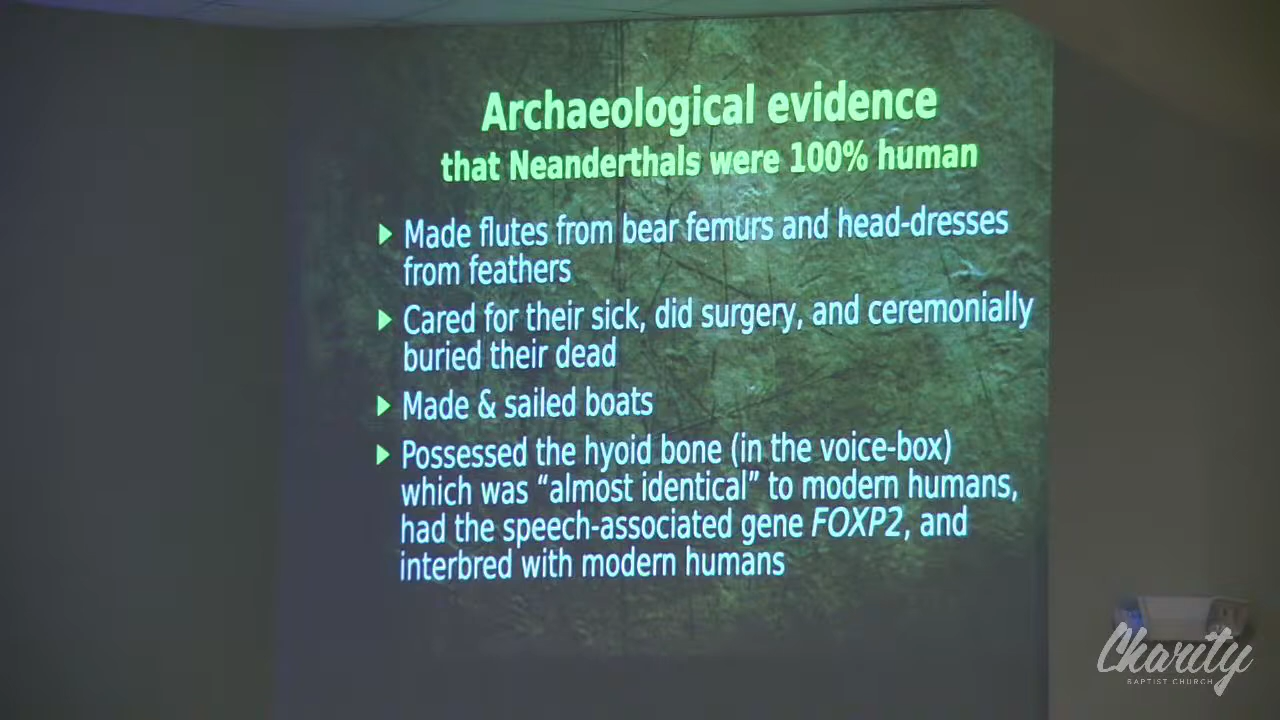 Archaeological evidence
that Neanderthals were 100% human
Made flutes from bear femurs and head-dresses
from feathers
Cared for their sick, did surgery, and ceremonially
buried their dead
Made & sailed boats
Possessed the hyoid bone (in the voice-box)
which was “almost identical” to modern humans,
had the speech-associated gene FOXP2, and
interbred with modern humans
Charity
BAPTIST CHURCH